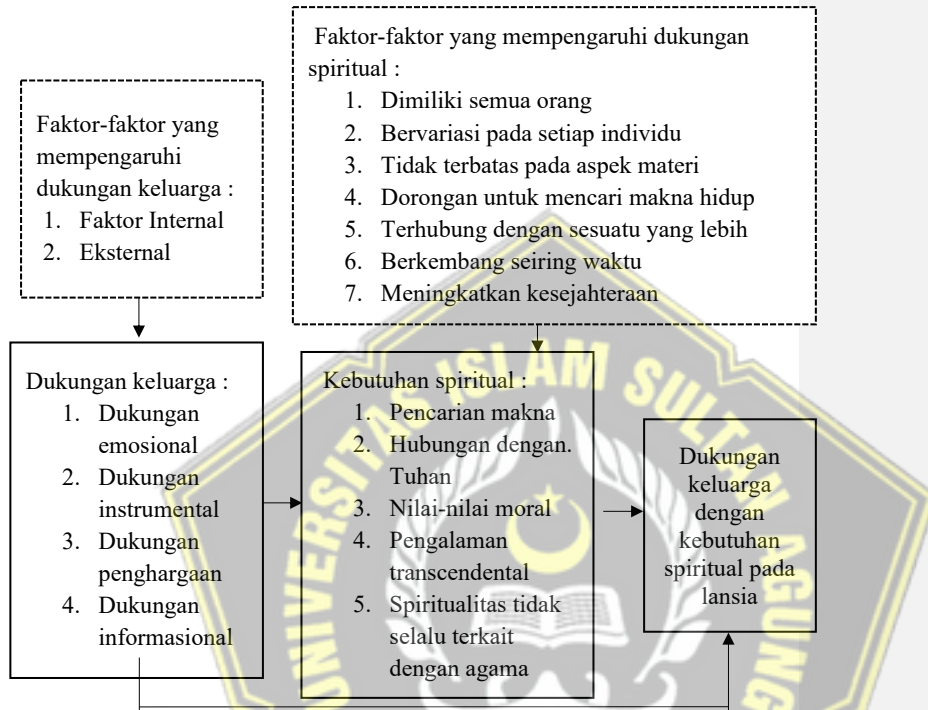 Faktor-faktor yang
mempengaruhi
dukungan keluarga :
1. Faktor Internal
2. Eksternal
Faktor-faktor yang mempengaruhi dukungan
spiritual :
1. Dimiliki semua orang
2. Bervariasi pada setiap individu
3. Tidak terbatas pada aspek materi
4. Dorongan untuk mencari makna hidup
5. Terhubung dengan sesuatu yang lebih
6. Berkembang seiring waktu
7. Meningkatkan kesejahteraan
Dukungan keluarga :
1. Dukungan
emosional
2. Dukungan
instrumental
3. Dukungan
penghargaan
4. Dukungan
informasional
Kebutuhan spiritual :
1. Pencarian makna
2. Hubungan dengan.
Tuhan
3. Nilai-nilai moral
4. Pengalaman
transcendental
5. Spiritualitas tidak
selalu terkait
dengan agama
Dukungan
keluarga
dengan
kebutuhan
spiritual pada
lansia
UNIVERSITAS ISLAM SULTAN AGUNG